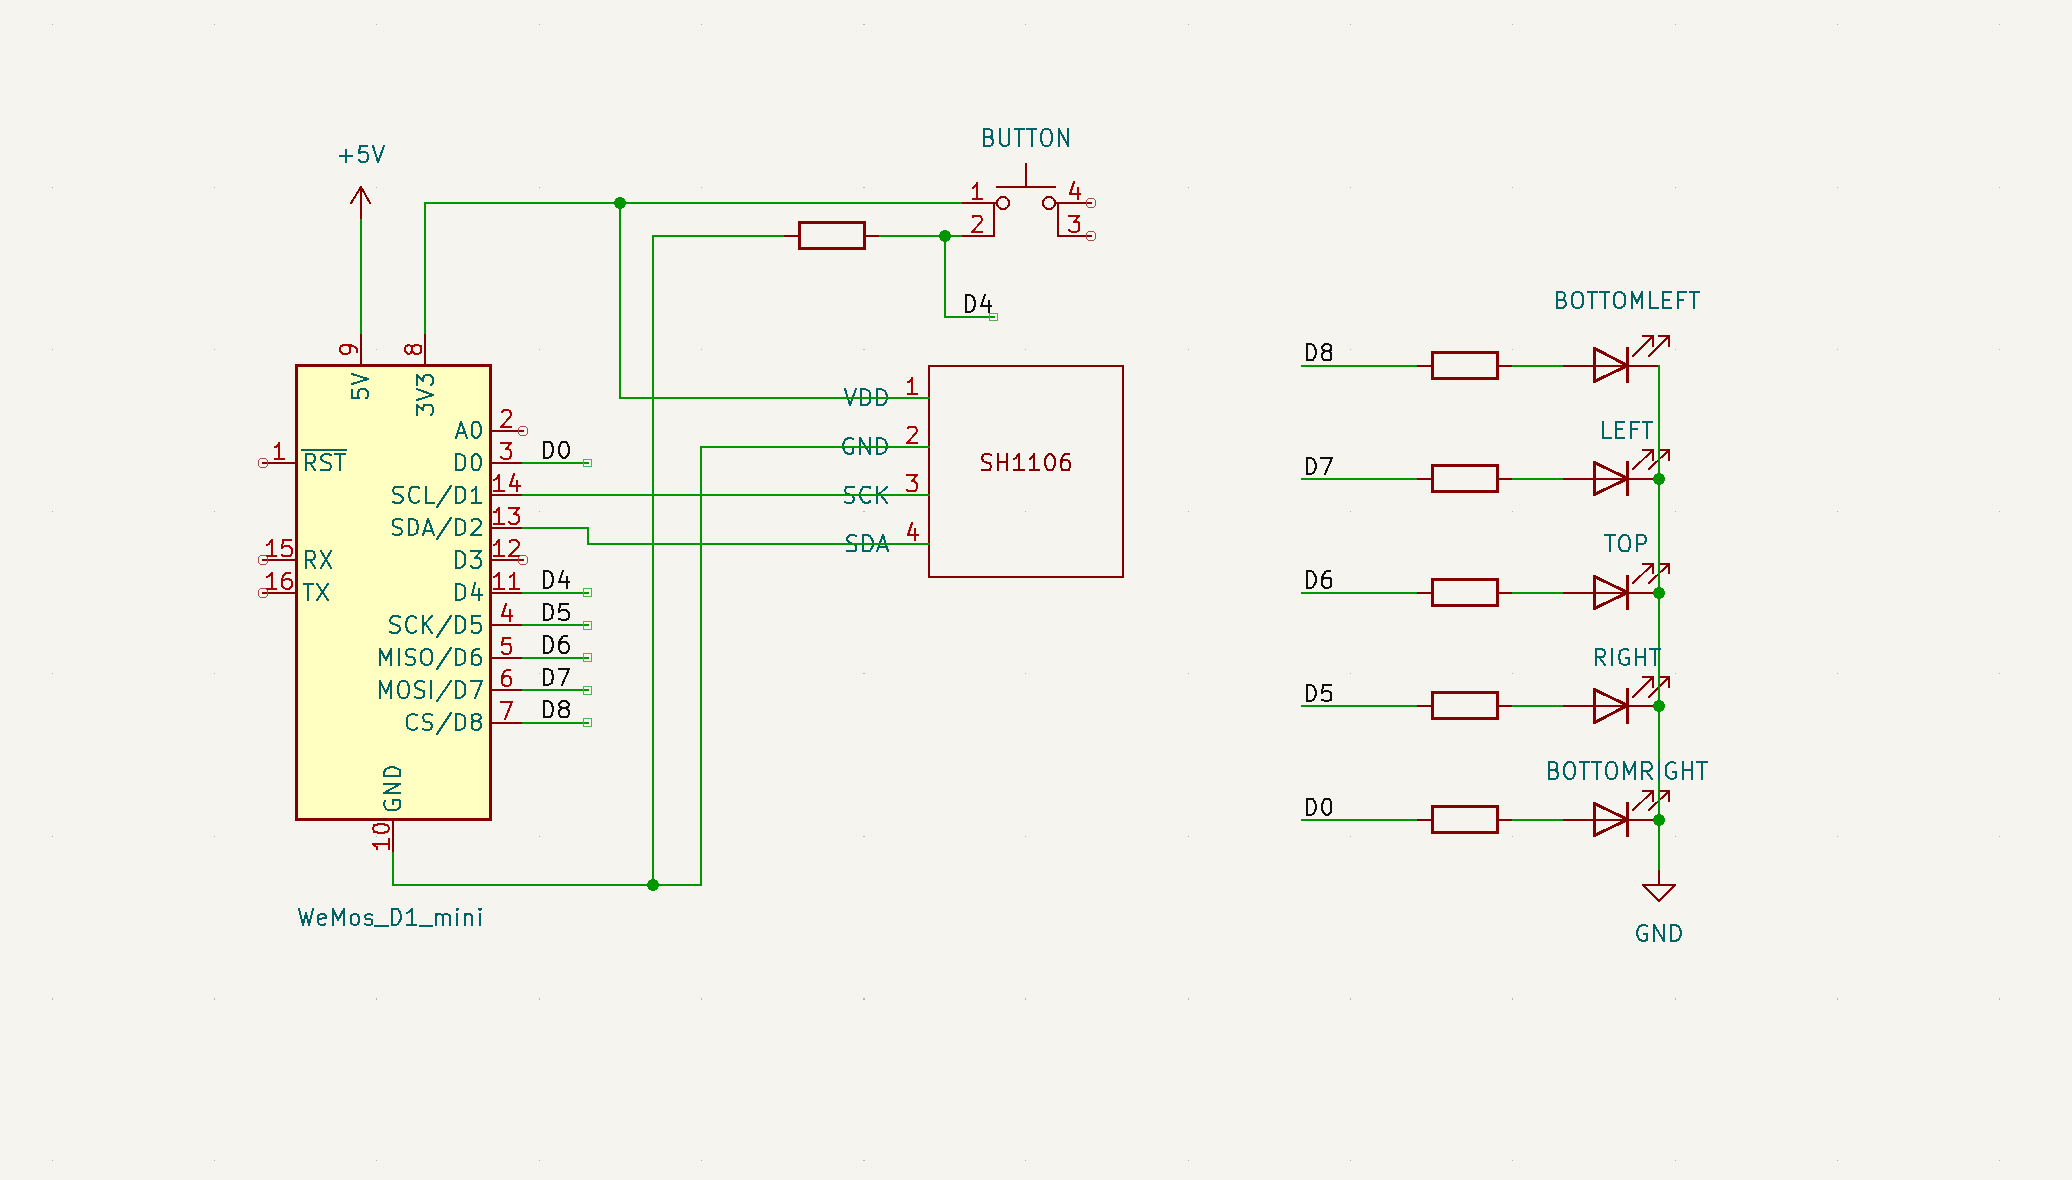 BUTTON
+5V
1
4
2
3
D4
BOTTOMLEFT
9
8
5V
3V3
D8
VDD
1
A0
2
LEFT
GND
2
1
RST
D0
3
D0
SH1106
D7
SCL/D1
14
SCK
3
SDA/D2
13
SDA
4
TOP
15
RX
D3
12
16
TX
D4
11
D4
D6
SCK/D5
4
D5
MISO/D6
5
D6
RIGHT
MOSI/D7
6
D7
D5
CS/D8
7
D8
GND
BOTTOMRIGHT
10
D0
WeMos_D1_mini
GND